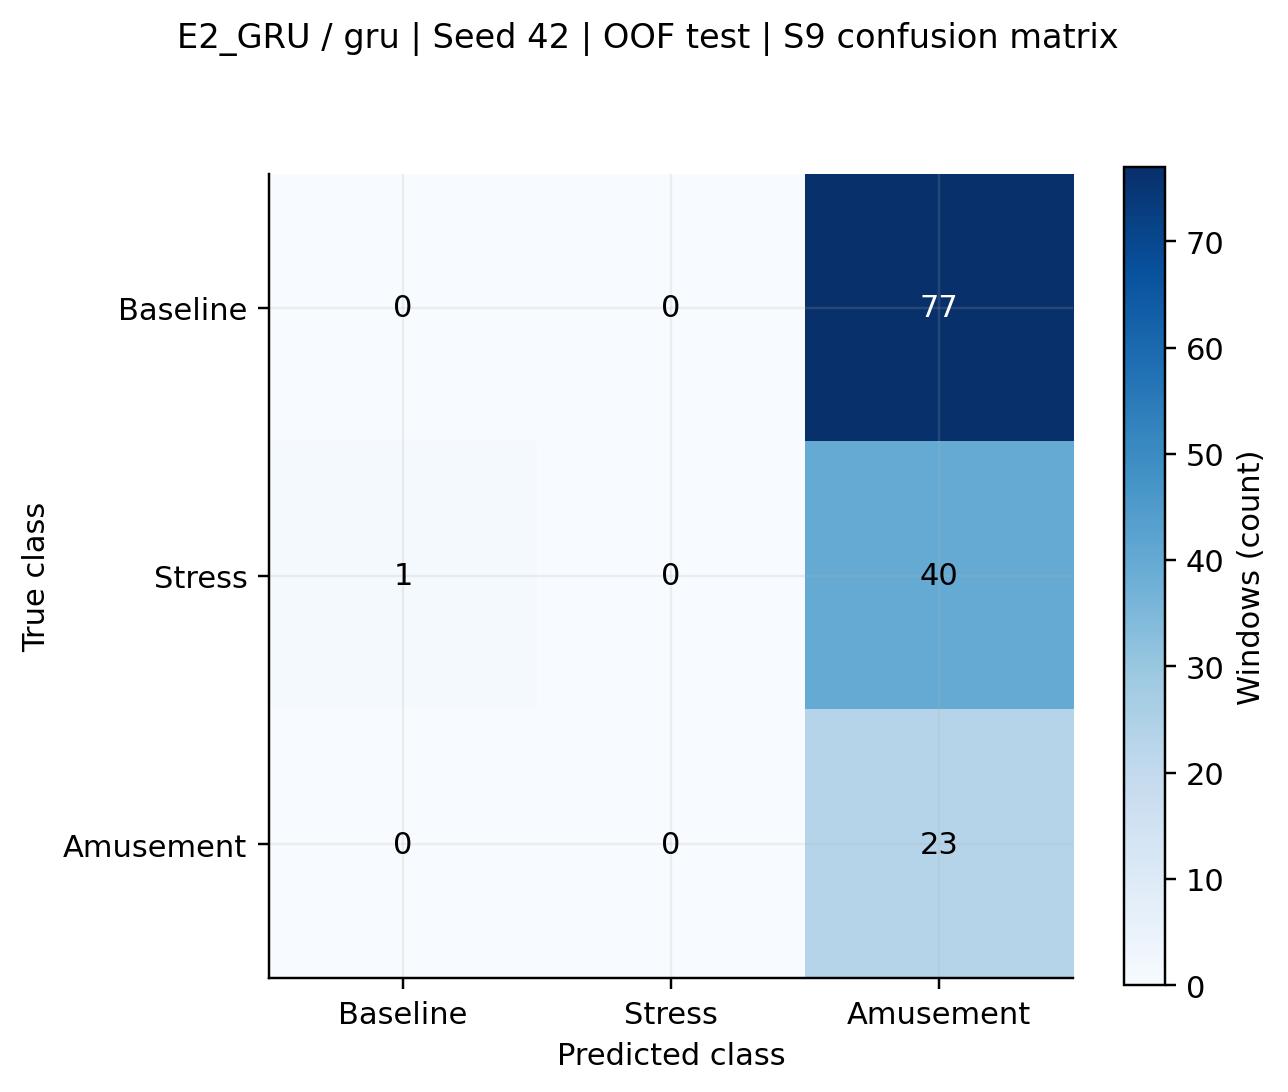 E2_GRU / gru | Seed 42 | OOF test | S9 confusion matrix
70
Baseline
0
0
77
60
50
True class
Windows (count)
Stress
1
0
40
40
30
20
Amusement
0
0
23
10
0
Baseline
Stress
Amusement
Predicted class